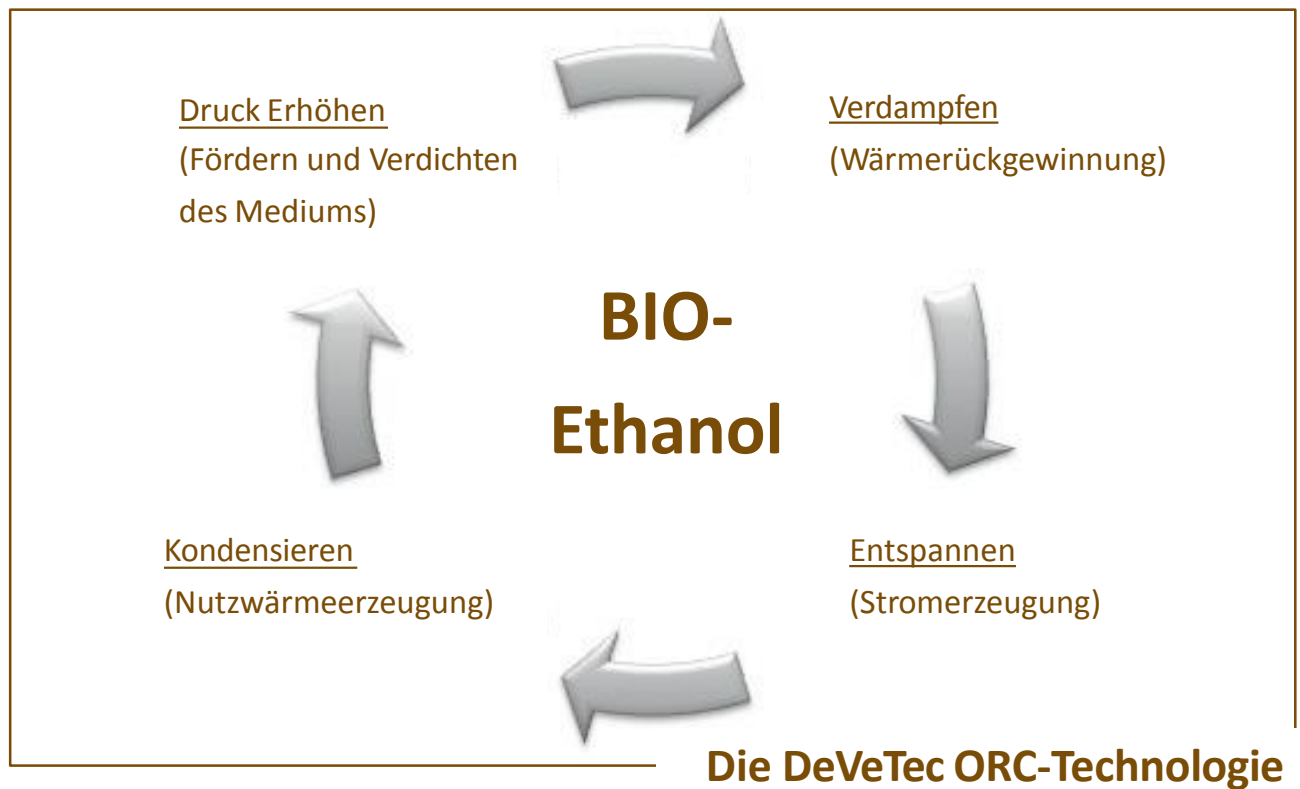 Druck Erhöhen
(Fördern und Verdichten
des Mediums)
Verdampfen
(Wärmerückgewinnung)
BIO-
Ethanol
Kondensieren
(Nutzwärmeerzeugung)
Entspannen
(Stromerzeugung)
Die DeVeTec ORC-Technologie